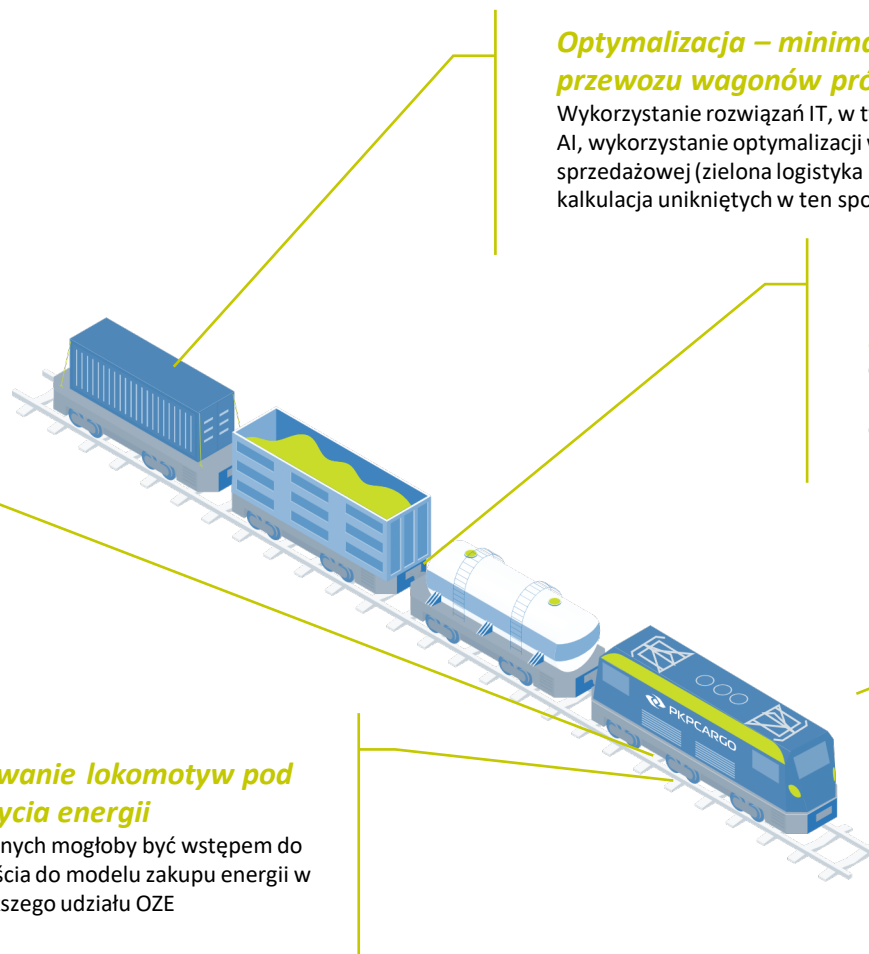 Optymalizacja – minima
przewozu wagonów pró
Wykorzystanie rozwiązań IT, w t
AI, wykorzystanie optymalizacji w
sprzedażowej (zielona logistyka
kalkulacja unikniętych w ten spo
PKPCARGO
wanie lokomotyw pod
ycia energii
nych mogłoby być wstępem do
ścia do modelu zakupu energii w
szego udziału OZE